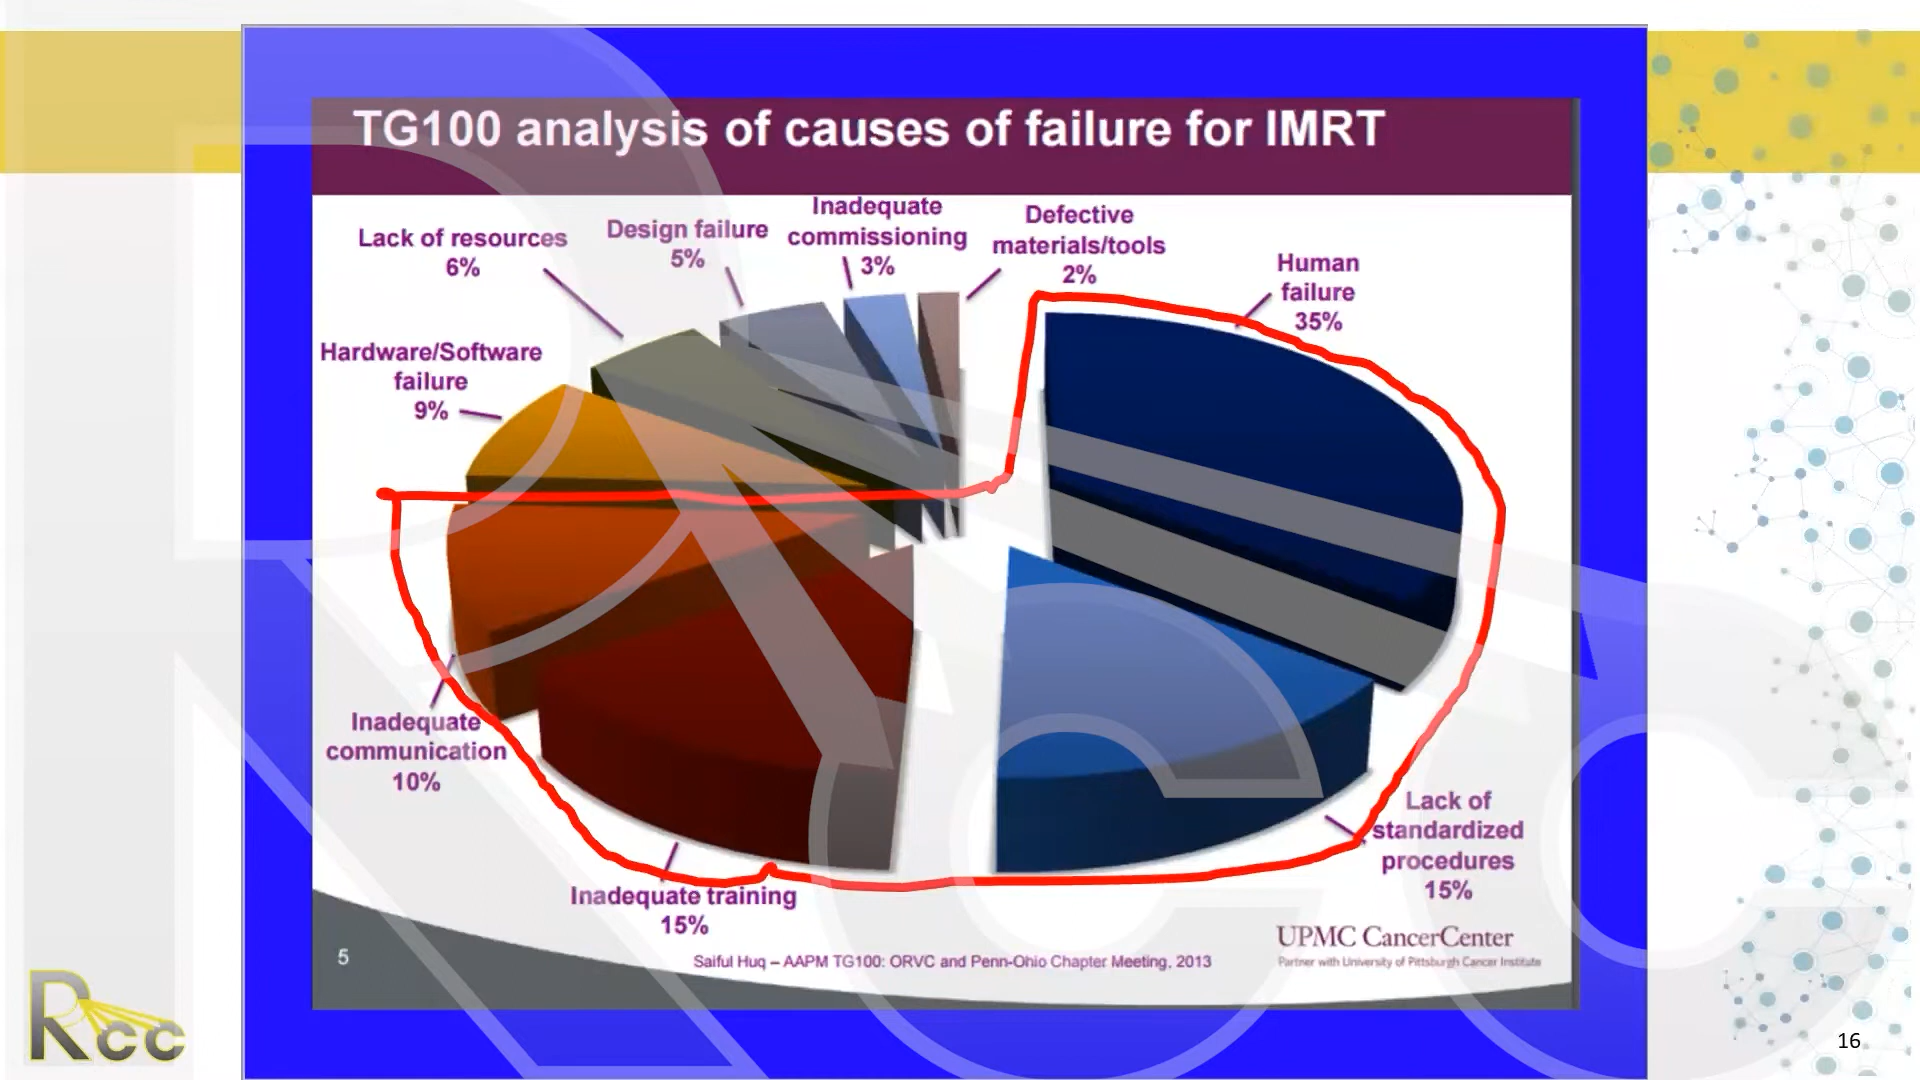 TG100 analysis of causes of failure for IMRT
Lack of resources
6%
Design failure
5%
Inadequate
commissioning
3%
Defective
materials/tools
2%
Human
failure
35%
Hardware/Software
failure
9%
Inadequate
communication
10%
Inadequate training
15%
Lack of
standardized
procedures
15%
UPMC CancerCenter
Partner with University of Pittsburgh Cancer Institute
Saiful Huq – AAPM TG100: ORVC and Penn-Ohio Chapter Meeting, 2013
5
Rcc
16